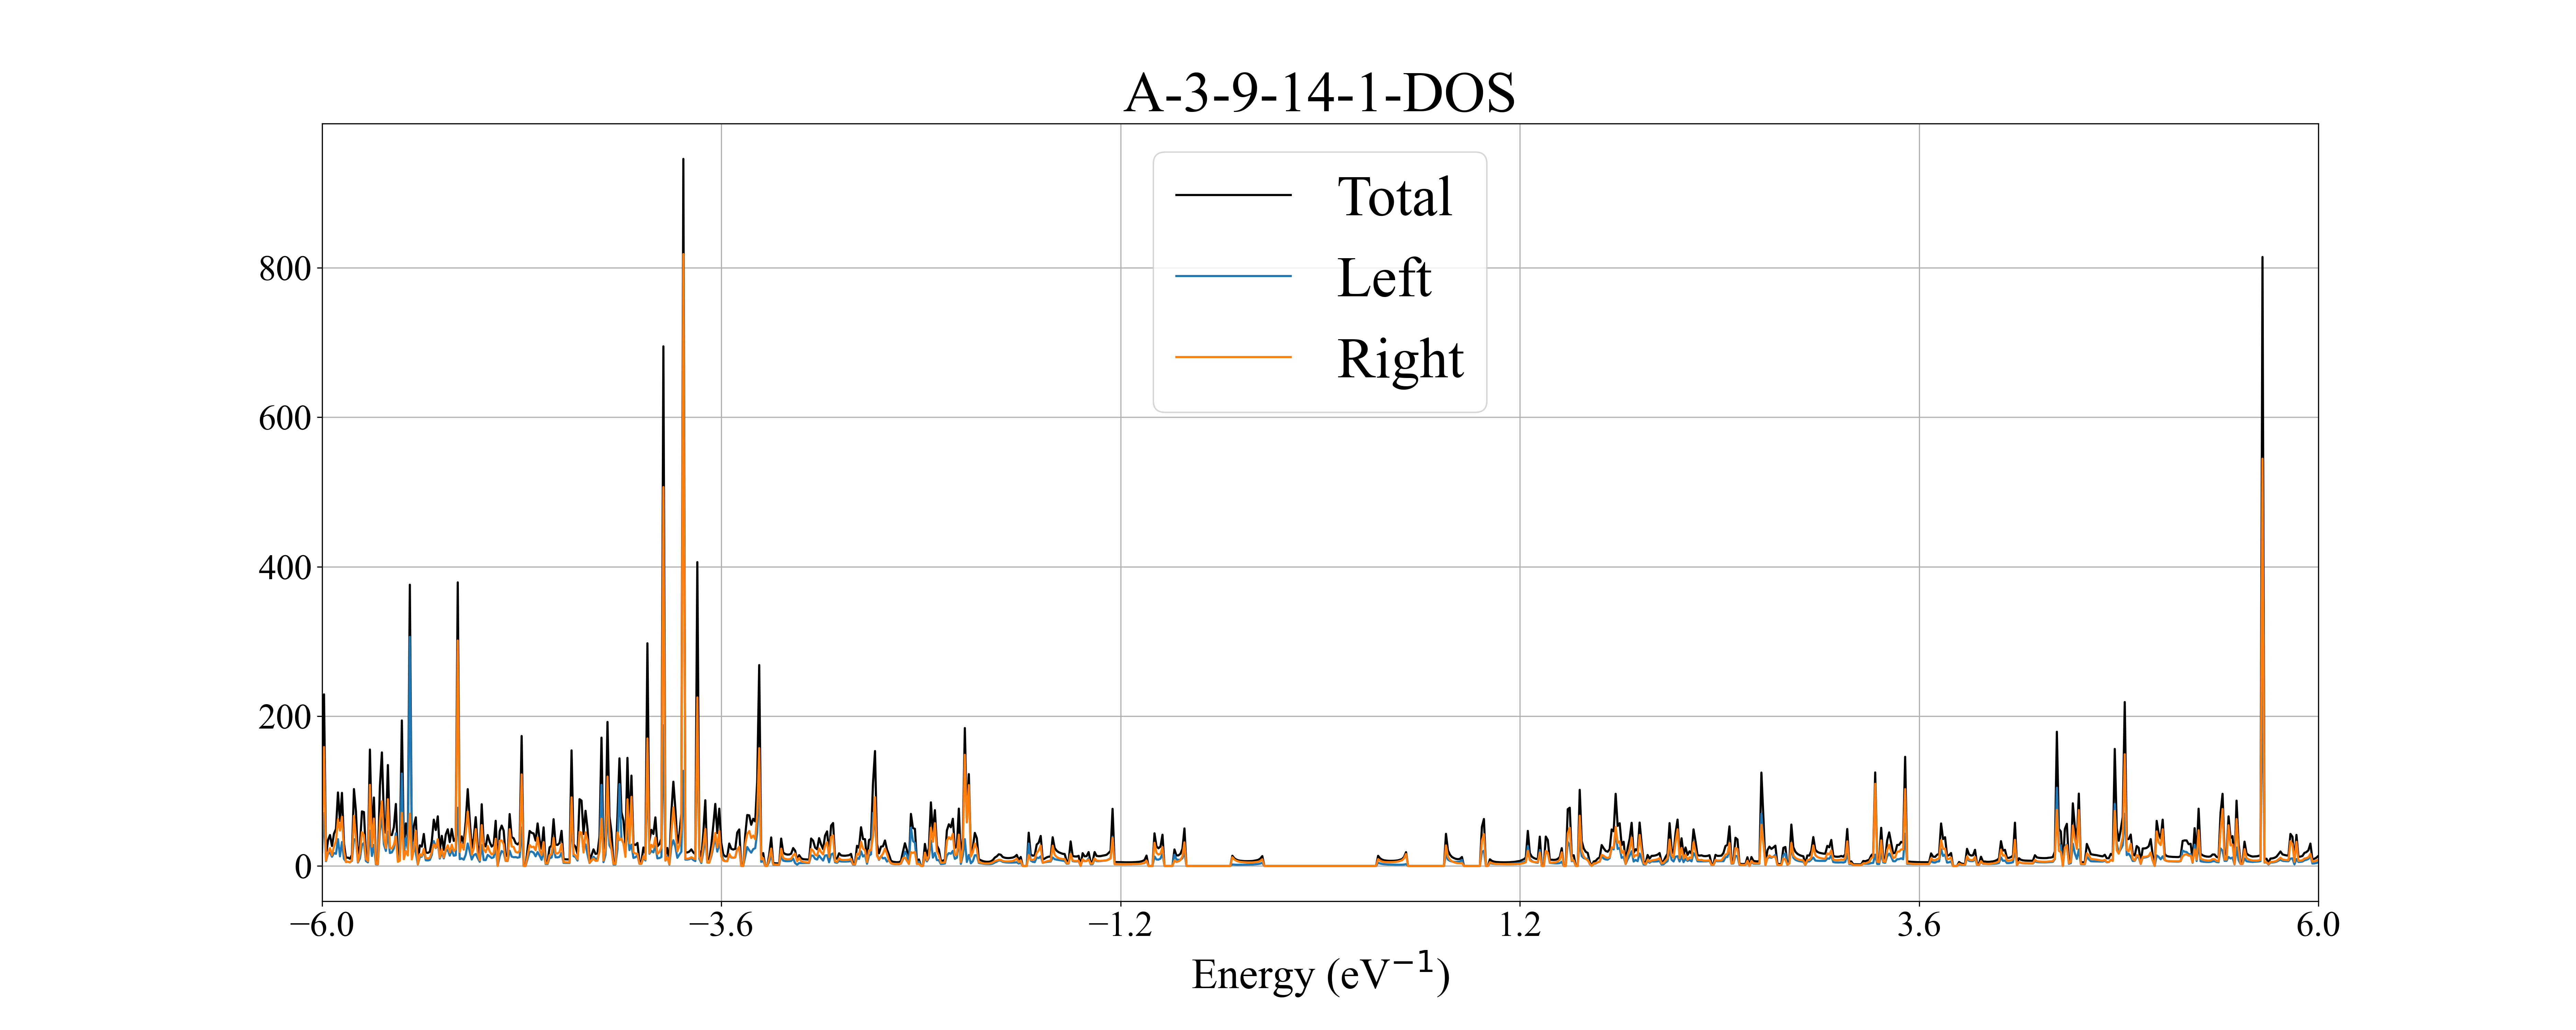 A-3-9-14-1-DOS
Total
Left
Right
800
600
400
200
0
−6.0 −3.6 −1.2 1.2 3.6 6.0
Energy (eV⁻¹)